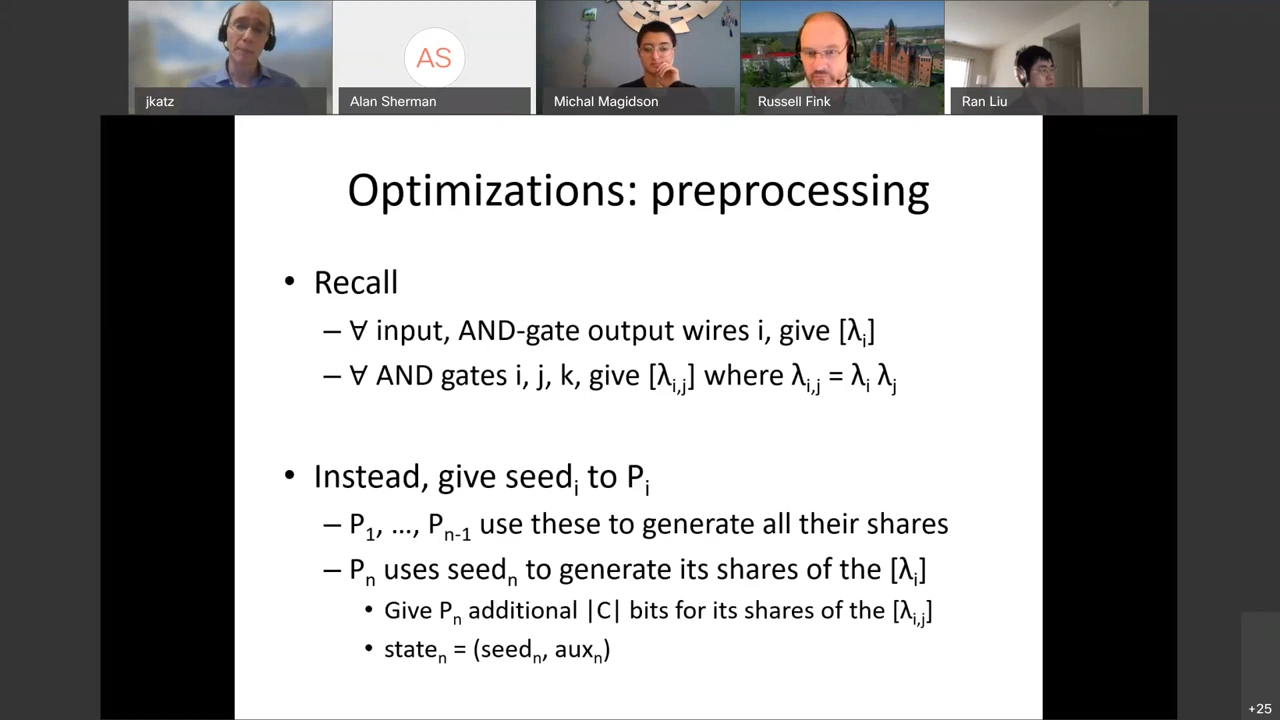 jkatz
AS
Alan Sherman
Michal Magidson
Russell Fink
Ran Liu
Optimizations: preprocessing
• Recall
– ∀ input, AND-gate output wires i, give [λi]
– ∀ AND gates i, j, k, give [λi,j] where λi,j = λi λj
• Instead, give seedi to Pi
– P1, ..., Pn-1 use these to generate all their shares
– Pn uses seedn to generate its shares of the [λi]
• Give Pn additional |C| bits for its shares of the [λi,j]
• staten = (seedn, auxn)
+25